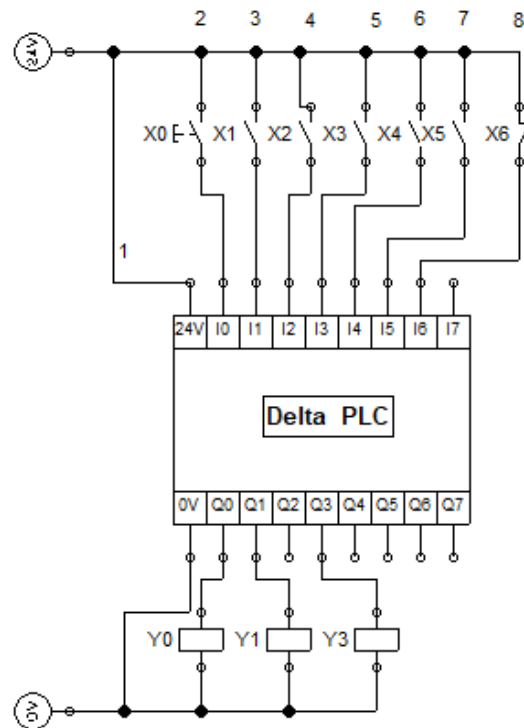 2 3 4 5 6 7 8
X0 X1 X2 X3 X4 X5 X6
1
24V I0 I1 I2 I3 I4 I5 I6 I7
Delta PLC
0V Q0 Q1 Q2 Q3 Q4 Q5 Q6 Q7
Y0 Y1 Y3